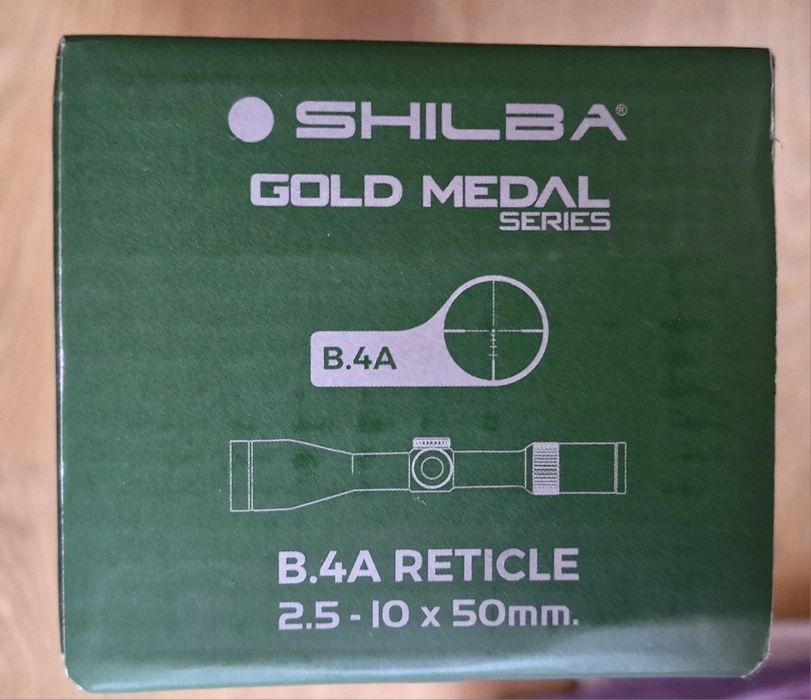 SHILBA®
GOLD MEDAL
SERIES
B.4A
B.4A RETICLE
2.5 - 10 x 50mm.